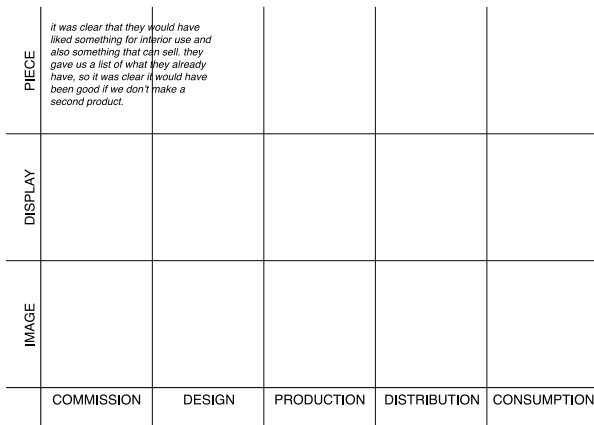 it was clear that they would have
liked something for interior use and
also something that can sell. they
gave us a list of what they already
have, so it was clear it would have
been good if we don't make a
second product.
PIECE
DISPLAY
IMAGE
COMMISSION DESIGN PRODUCTION DISTRIBUTION CONSUMPTION